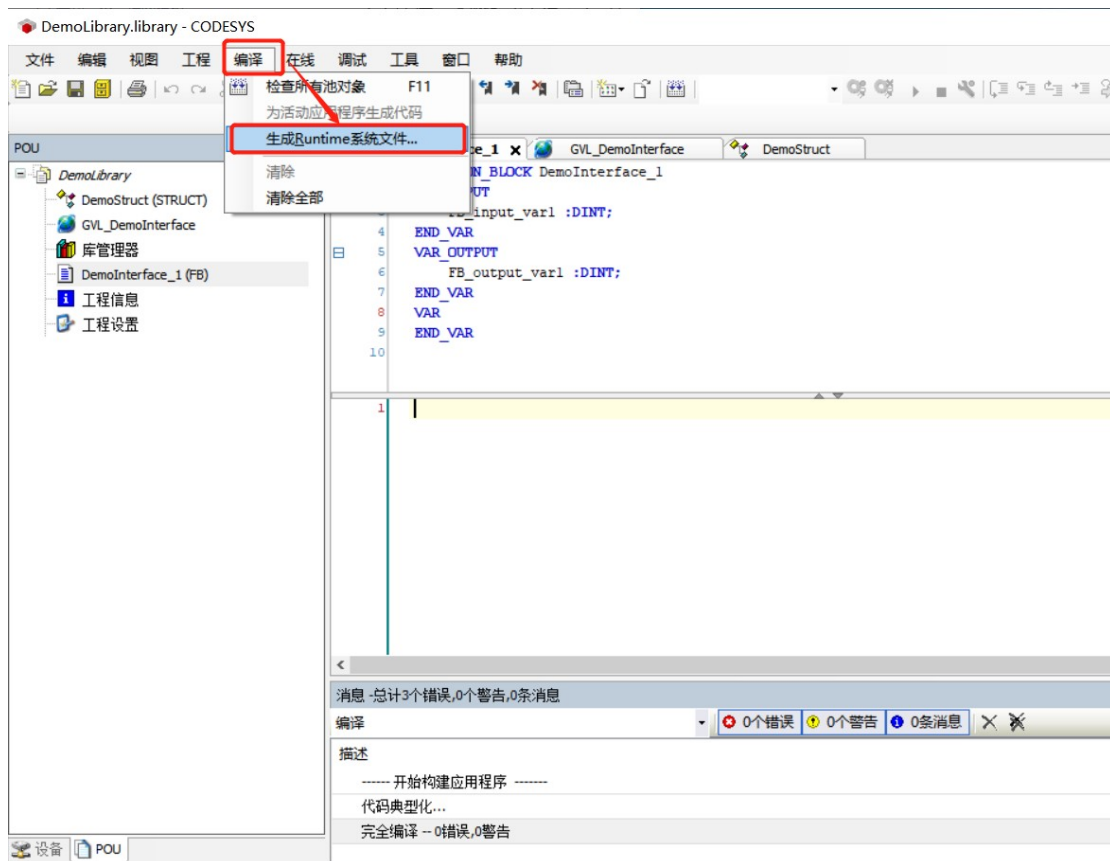 DemoLibrary.library - CODESYS
文件 编辑 视图 工程 编译 在线 调试 工具 窗口 帮助
检查所有池对象 F11
为活动应用程序生成代码
生成Runtime系统文件...
清除
清除全部
POU
DemoLibrary
DemoStruct (STRUCT)
GVL_DemoInterface
库管理器
DemoInterface_1 (FB)
工程信息
工程设置
ce_1 GVL_DemoInterface DemoStruct
N_BLOCK DemoInterface_1
UT
3 FB_input_var1 :DINT;
4 END_VAR
5 VAR_OUTPUT
6 FB_output_var1 :DINT;
7 END_VAR
8 VAR
9 END_VAR
10
1
消息 -总计3个错误,0个警告,0条消息
编译 0个错误 0个警告 0条消息
描述
------ 开始构建应用程序 -------
代码典型化...
完全编译 -- 0错误,0警告
设备 POU